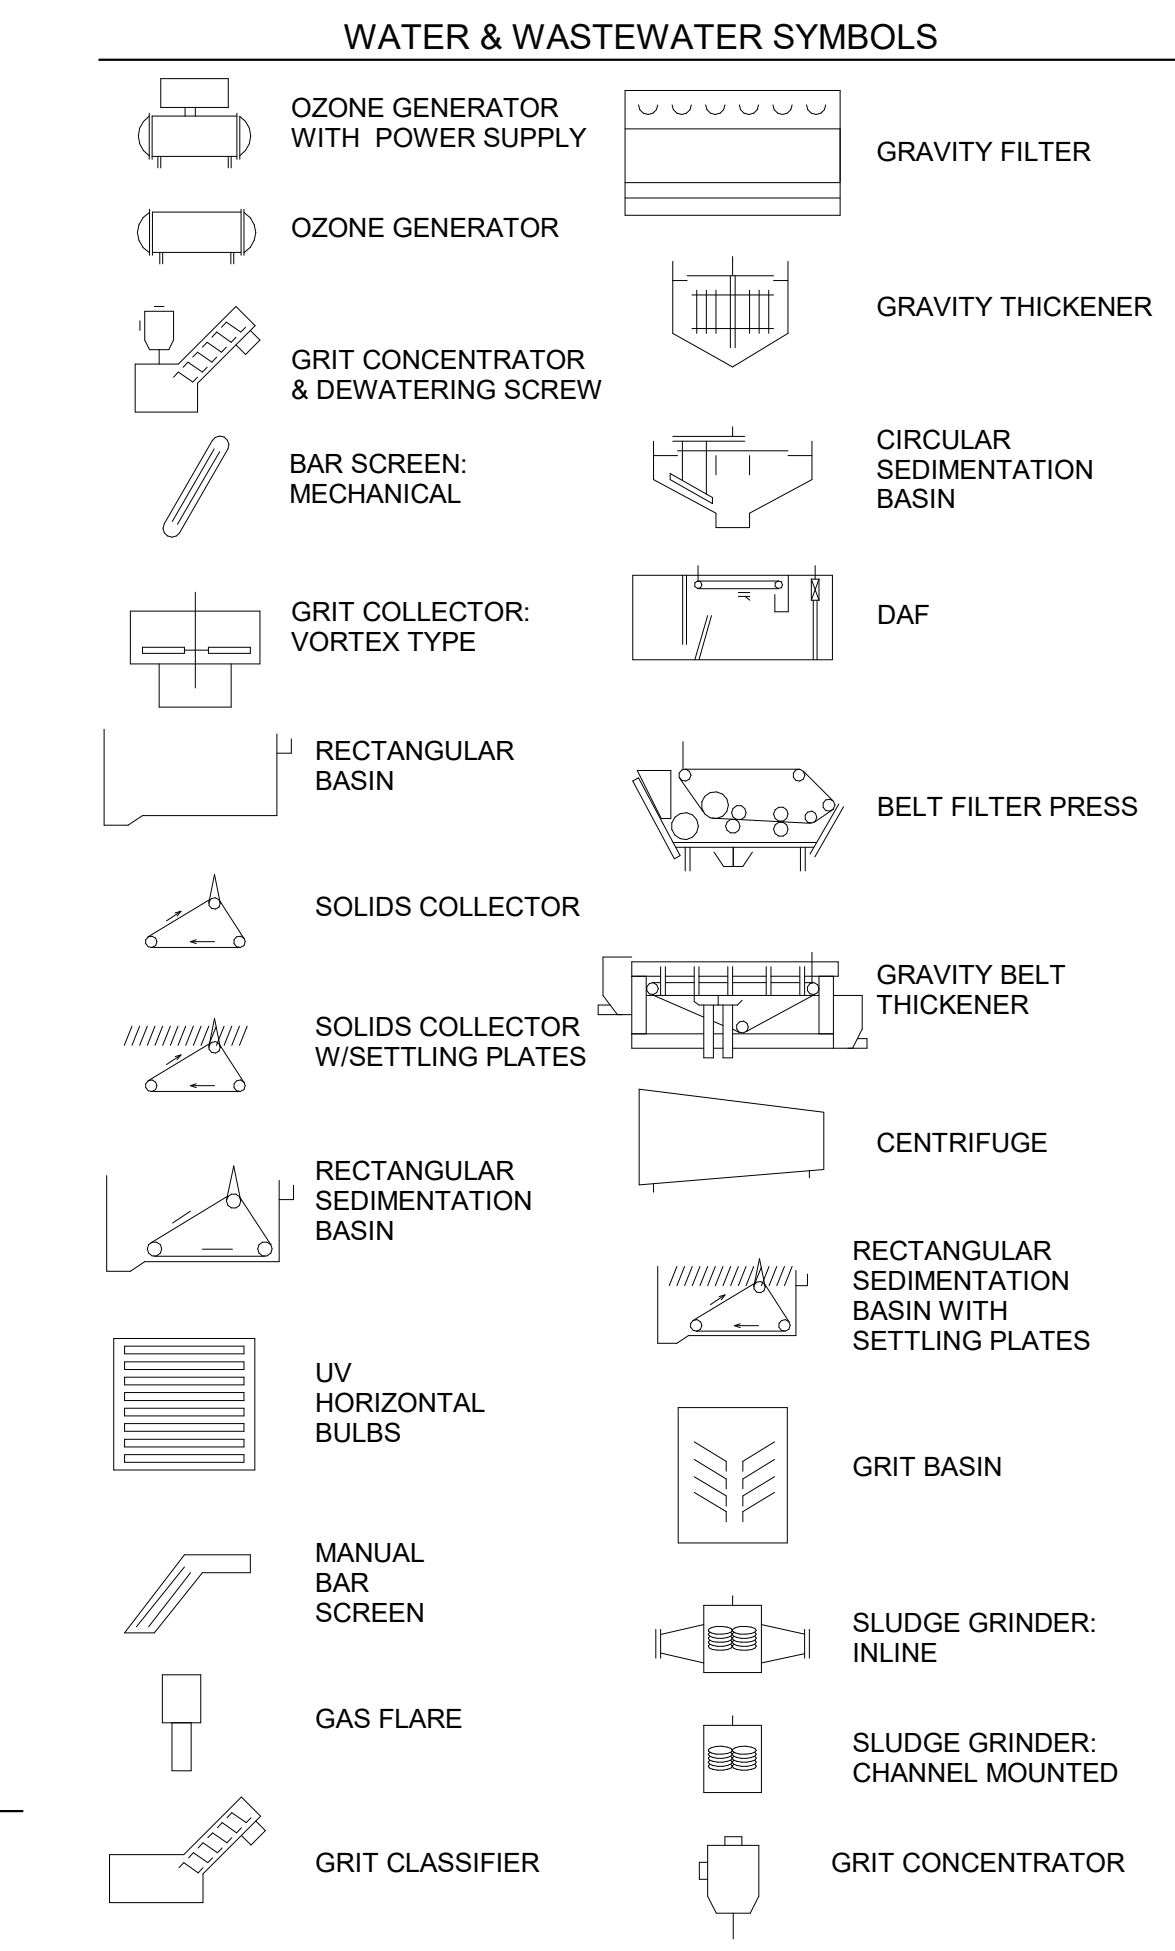 WATER & WASTEWATER SYMBOLS
OZONE GENERATOR
WITH  POWER SUPPLY
OZONE GENERATOR
GRIT CONCENTRATOR
& DEWATERING SCREW
BAR SCREEN:
MECHANICAL
GRIT COLLECTOR:
VORTEX TYPE
RECTANGULAR
BASIN
SOLIDS COLLECTOR
SOLIDS COLLECTOR
W/SETTLING PLATES
RECTANGULAR
SEDIMENTATION
BASIN
UV
HORIZONTAL
BULBS
MANUAL
BAR
SCREEN
GAS FLARE
GRIT CLASSIFIER
GRAVITY FILTER
GRAVITY THICKENER
CIRCULAR
SEDIMENTATION
BASIN
DAF
BELT FILTER PRESS
GRAVITY BELT
THICKENER
CENTRIFUGE
RECTANGULAR
SEDIMENTATION
BASIN WITH
SETTLING PLATES
GRIT BASIN
SLUDGE GRINDER:
INLINE
SLUDGE GRINDER:
CHANNEL MOUNTED
GRIT CONCENTRATOR